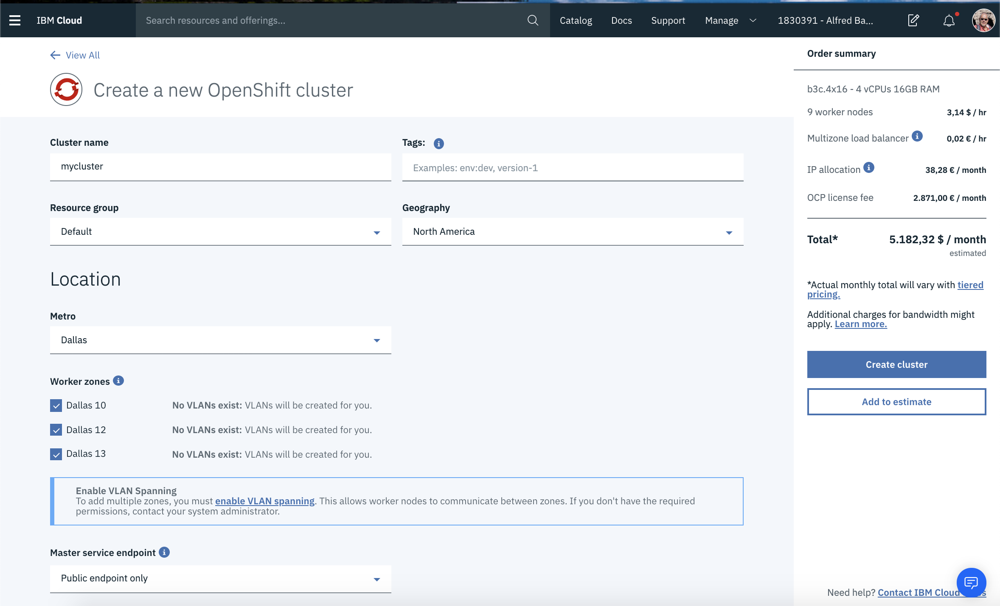 IBM Cloud
Search resources and offerings...
Catalog
Docs
Support
Manage
1830391 - Alfred Ba...
View All
Create a new OpenShift cluster
Cluster name
mycluster
Tags:
Examples: env:dev, version-1
Resource group
Default
Geography
North America
Location
Metro
Dallas
Worker zones
Dallas 10
No VLANs exist: VLANs will be created for you.
Dallas 12
No VLANs exist: VLANs will be created for you.
Dallas 13
No VLANs exist: VLANs will be created for you.
Enable VLAN Spanning
To add multiple zones, you must enable VLAN spanning. This allows worker nodes to communicate between zones. If you don't have the required
permissions, contact your system administrator.
Master service endpoint
Public endpoint only
Order summary
b3c.4x16 - 4 vCPUs 16GB RAM
9 worker nodes 3,14 $ / hr
Multizone load balancer 0,02 € / hr
IP allocation 38,28 € / month
OCP license fee 2.871,00 € / month
Total* 5.182,32 $ / month
estimated
*Actual monthly total will vary with tiered
pricing.
Additional charges for bandwidth might
apply. Learn more.
Create cluster
Add to estimate
Need help? Contact IBM Cloud